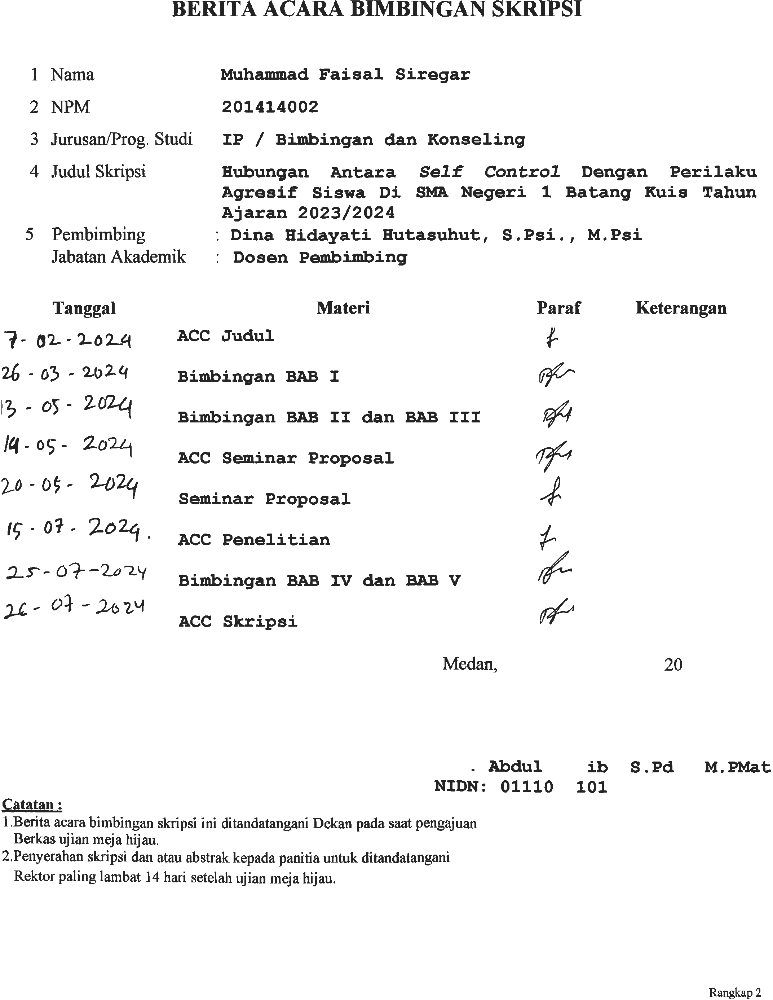 BERITA ACARA BIMBINGAN SKRIPSI
1 Nama Muhammad Faisal Siregar
2 NPM 201414002
3 Jurusan/Prog. Studi IP / Bimbingan dan Konseling
4 Judul Skripsi Hubungan Antara Self Control Dengan Perilaku
Agresif Siswa Di SMA Negeri 1 Batang Kuis Tahun
Ajaran 2023/2024
5 Pembimbing : Dina Hidayati Hutasuhut, S.Psi., M.Psi
Jabatan Akademik : Dosen Pembimbing
Tanggal Materi Paraf Keterangan
7- 02 - 2024 ACC Judul
26 - 03 - 2024 Bimbingan BAB I
13 - 05 - 2024 Bimbingan BAB II dan BAB III
14 - 05 - 2024 ACC Seminar Proposal
20 - 05 - 2024 Seminar Proposal
15 - 07 - 2024. ACC Penelitian
25 - 07 - 2024 Bimbingan BAB IV dan BAB V
26 - 07 - 2024 ACC Skripsi
Medan, 20
. Abdul ib S.Pd M.PMat
NIDN: 01110 101
Catatan :
1.Berita acara bimbingan skripsi ini ditandatangani Dekan pada saat pengajuan
Berkas ujian meja hijau.
2.Penyerahan skripsi dan atau abstrak kepada panitia untuk ditandatangani
Rektor paling lambat 14 hari setelah ujian meja hijau.
Rangkap 2